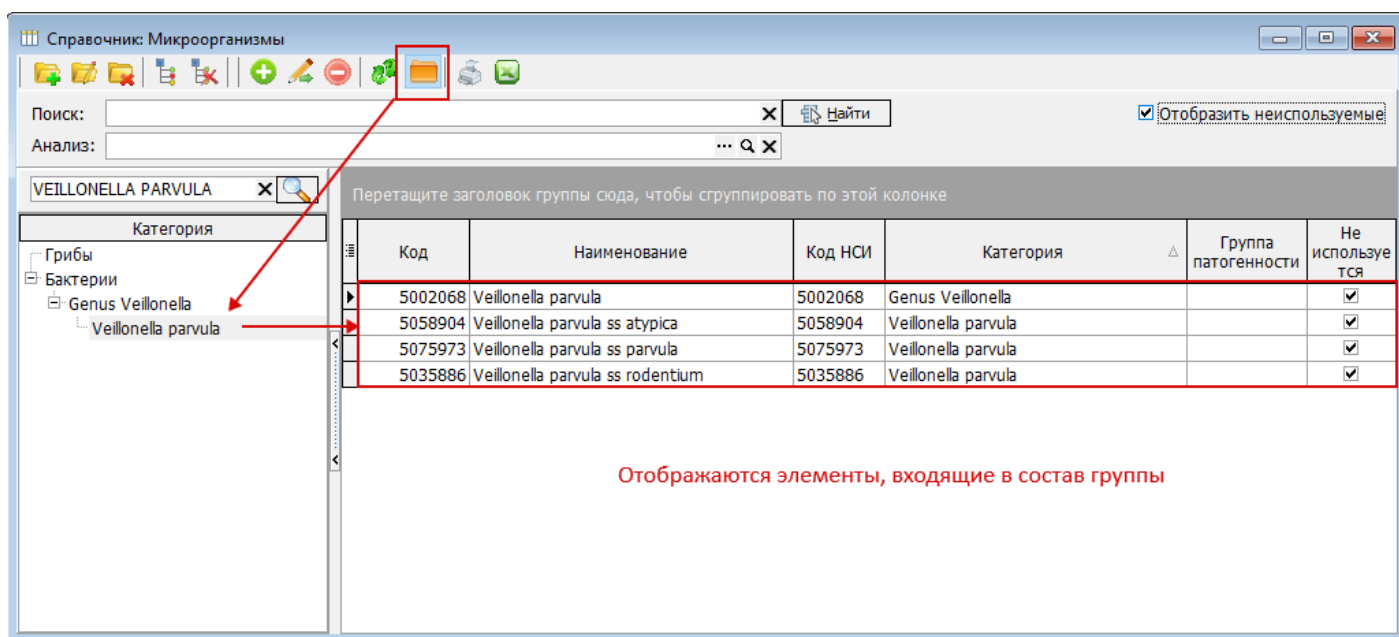 Справочник: Микроорганизмы
Поиск:
Найти
Отобразить неиспользуемые
Анализ:
VEILLONELLA PARVULA
Перетащите заголовок группы сюда, чтобы сгруппировать по этой колонке
Категория
Грибы
Бактерии
Genus Veillonella
Veillonella parvula
Код Наименование Код НСИ Категория Группа патогенности Не используе тся
5002068 Veillonella parvula 5002068 Genus Veillonella
5058904 Veillonella parvula ss atypica 5058904 Veillonella parvula
5075973 Veillonella parvula ss parvula 5075973 Veillonella parvula
5035886 Veillonella parvula ss rodentium 5035886 Veillonella parvula
Отображаются элементы, входящие в состав группы